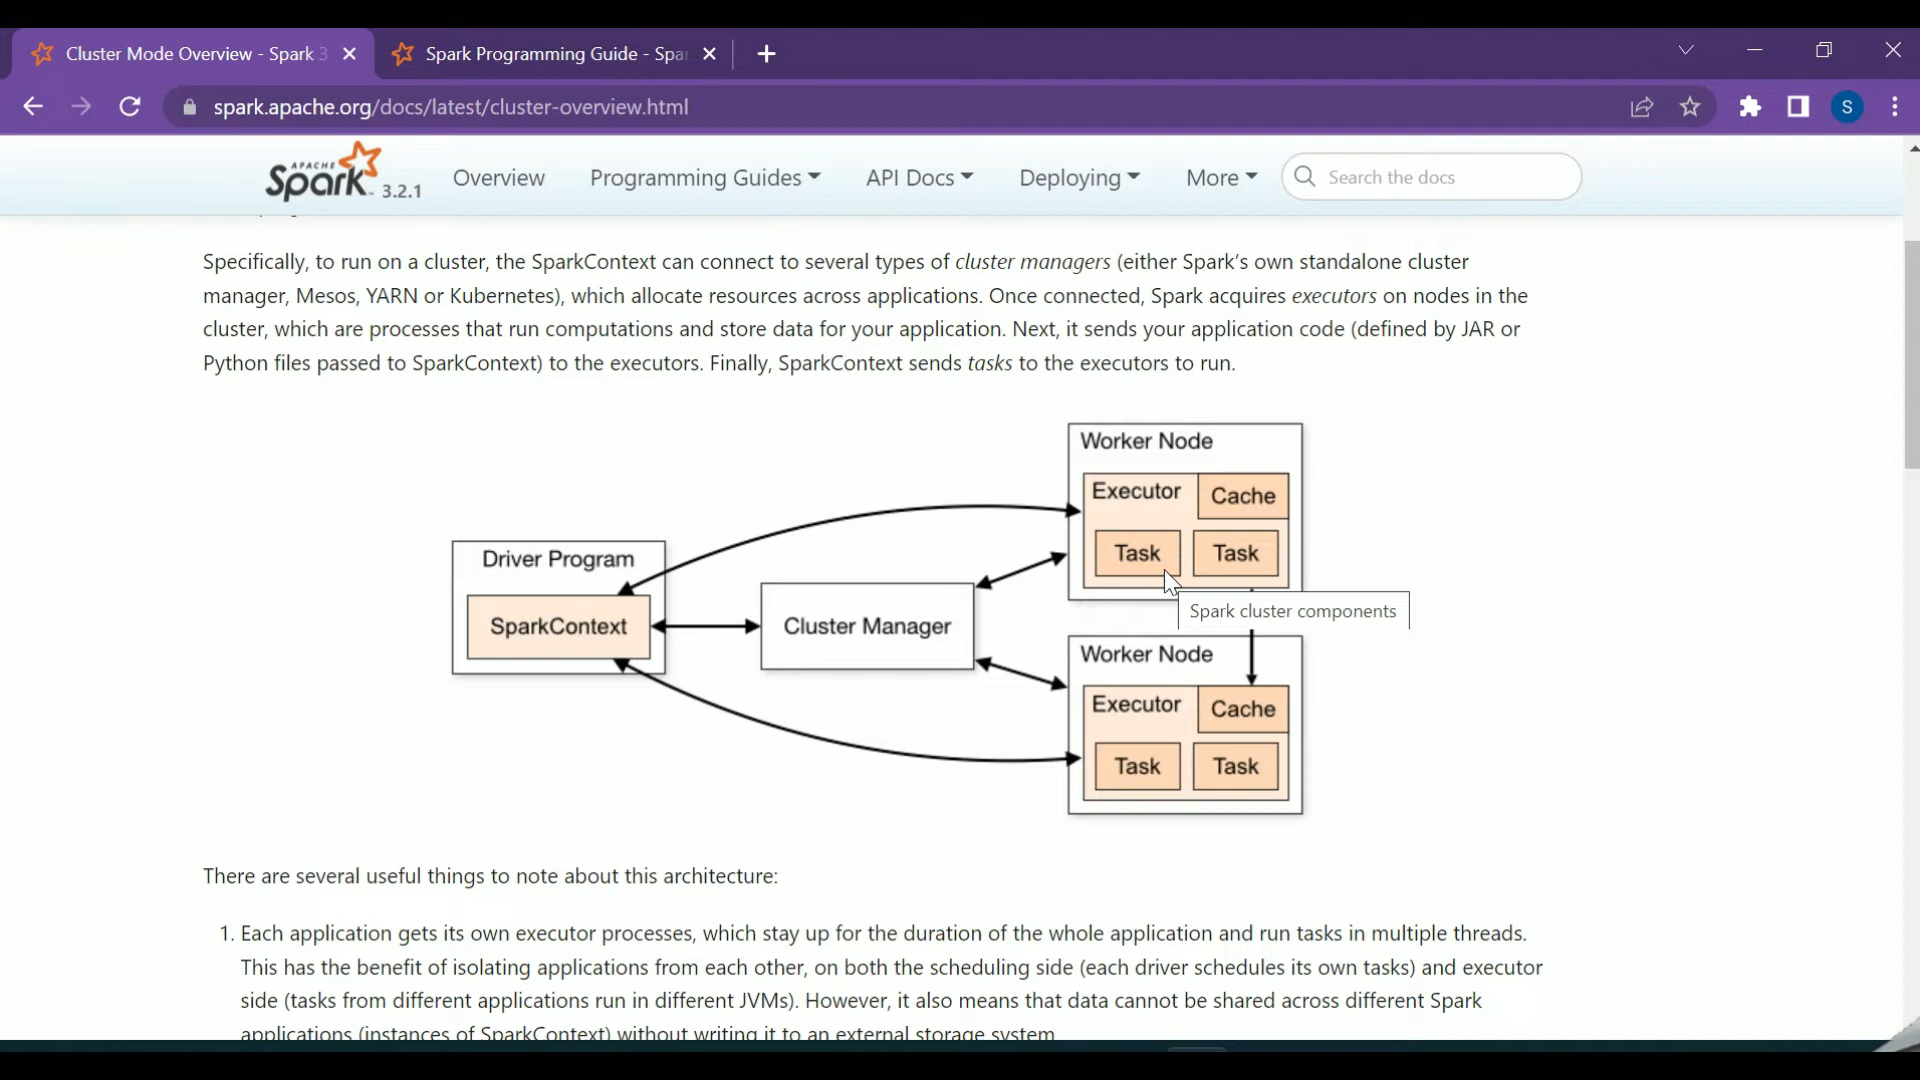 Cluster Mode Overview - Spark 3
Spark Programming Guide - Spa
spark.apache.org/docs/latest/cluster-overview.html
S
APACHE
Spark 3.2.1
Overview
Programming Guides
API Docs
Deploying
More
Search the docs
Specifically, to run on a cluster, the SparkContext can connect to several types of cluster managers (either Spark's own standalone cluster
manager, Mesos, YARN or Kubernetes), which allocate resources across applications. Once connected, Spark acquires executors on nodes in the
cluster, which are processes that run computations and store data for your application. Next, it sends your application code (defined by JAR or
Python files passed to SparkContext) to the executors. Finally, SparkContext sends tasks to the executors to run.
Worker Node
Executor
Cache
Task
Task
Driver Program
SparkContext
Cluster Manager
Spark cluster components
Worker Node
Executor
Cache
Task
Task
There are several useful things to note about this architecture:
1. Each application gets its own executor processes, which stay up for the duration of the whole application and run tasks in multiple threads.
This has the benefit of isolating applications from each other, on both the scheduling side (each driver schedules its own tasks) and executor
side (tasks from different applications run in different JVMs). However, it also means that data cannot be shared across different Spark
applications (instances of SparkContext) without writing it to an external storage system